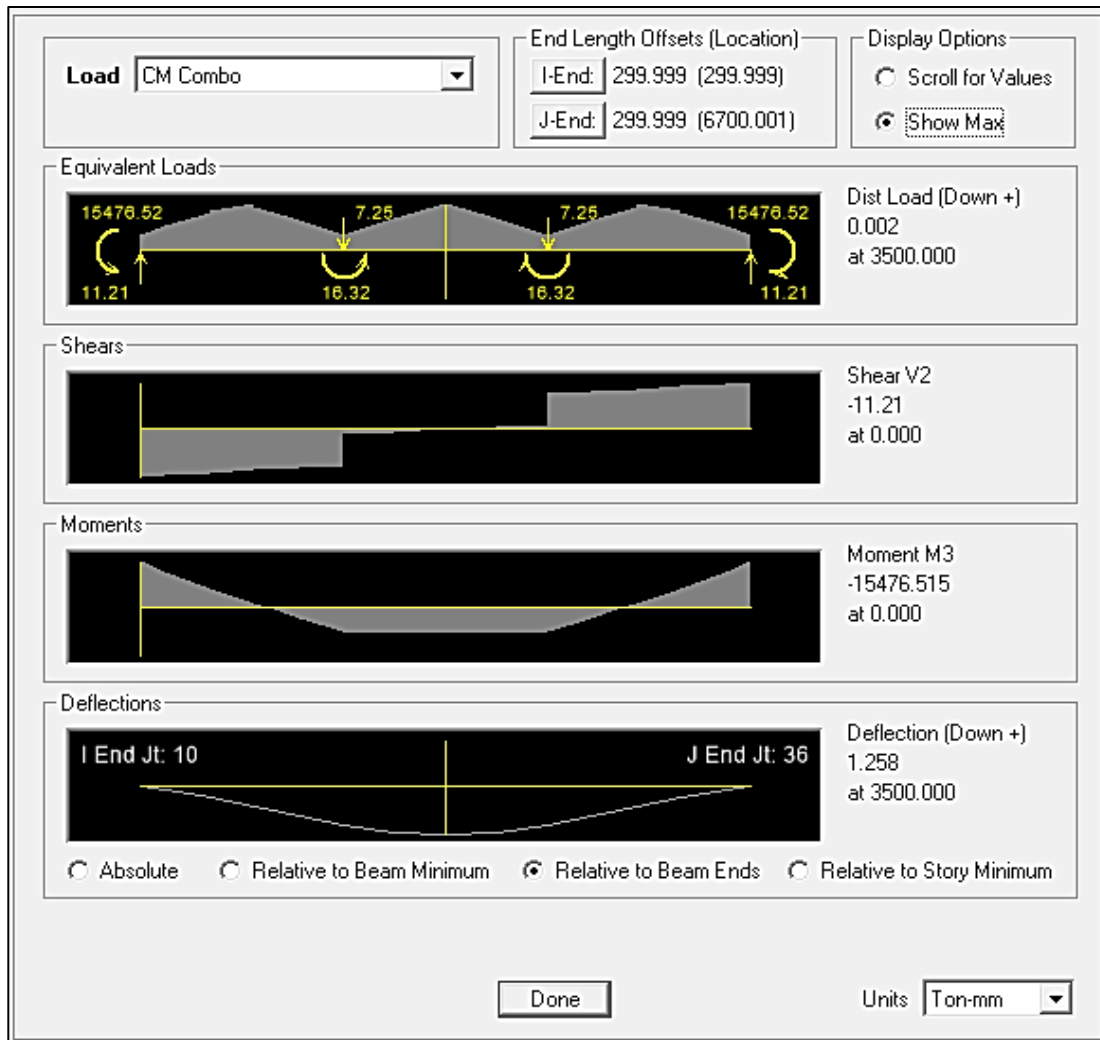 Load CM Combo
End Length Offsets (Location)
I-End: 299.999 (299.999)
J-End: 299.999 (6700.001)
Display Options
Scroll for Values
Show Max
Equivalent Loads
15476.52 7.25 7.25 15476.52
11.21 16.32 16.32 11.21
Dist Load (Down +)
0.002
at 3500.000
Shears
Shear V2
-11.21
at 0.000
Moments
Moment M3
-15476.515
at 0.000
Deflections
I End Jt: 10 J End Jt: 36
Deflection (Down +)
1.258
at 3500.000
Absolute Relative to Beam Minimum Relative to Beam Ends Relative to Story Minimum
Done
Units Ton-mm